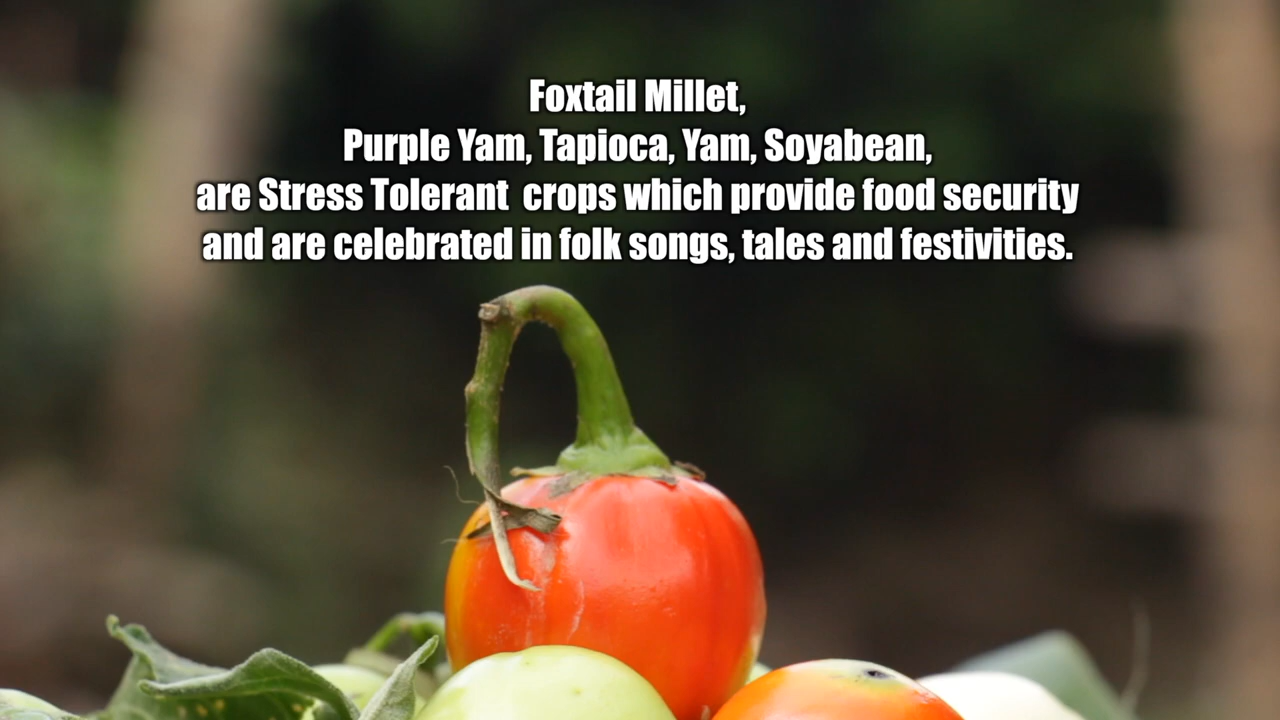 Foxtail Millet,
Purple Yam, Tapioca, Yam, Soyabean,
are Stress Tolerant  crops which provide food security
and are celebrated in folk songs, tales and festivities.